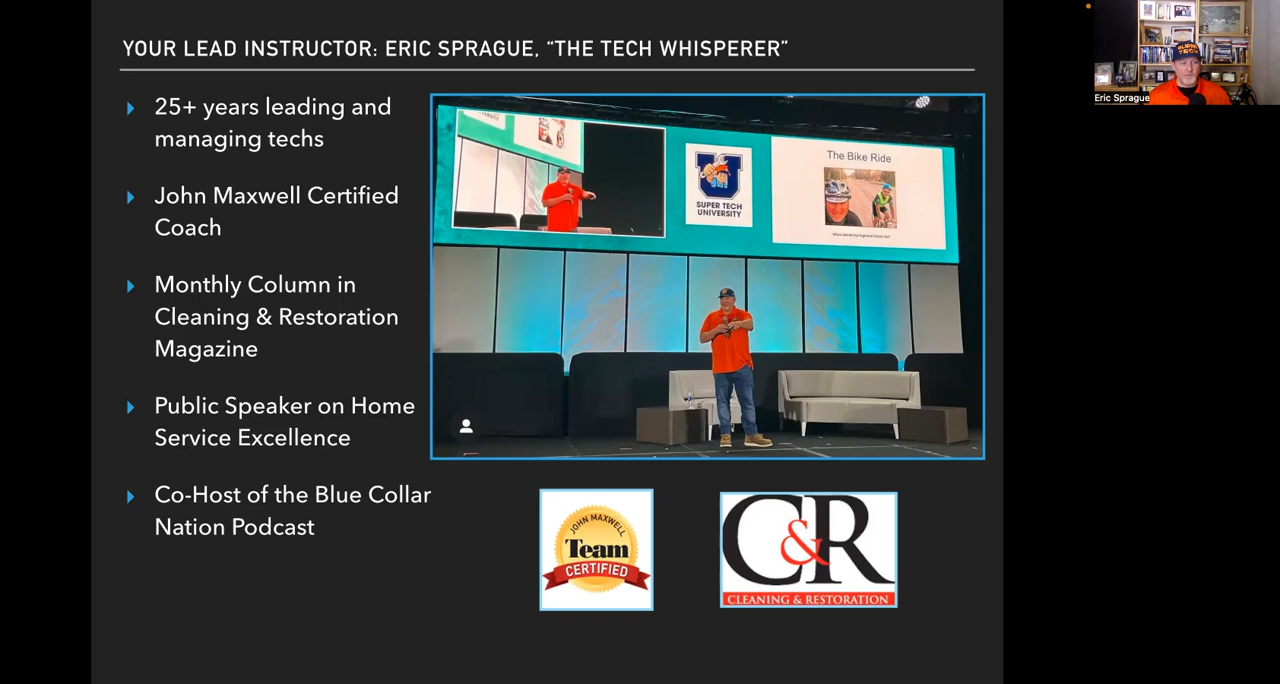 YOUR LEAD INSTRUCTOR: ERIC SPRAGUE, “THE TECH WHISPERER”
25+ years leading and
managing techs
John Maxwell Certified
Coach
Monthly Column in
Cleaning & Restoration
Magazine
Public Speaker on Home
Service Excellence
Co-Host of the Blue Collar
Nation Podcast
SUPER TECH
UNIVERSITY
The Bike Ride
JOHN MAXWELL
Team
CERTIFIED
C&R
CLEANING & RESTORATION
Eric Sprague